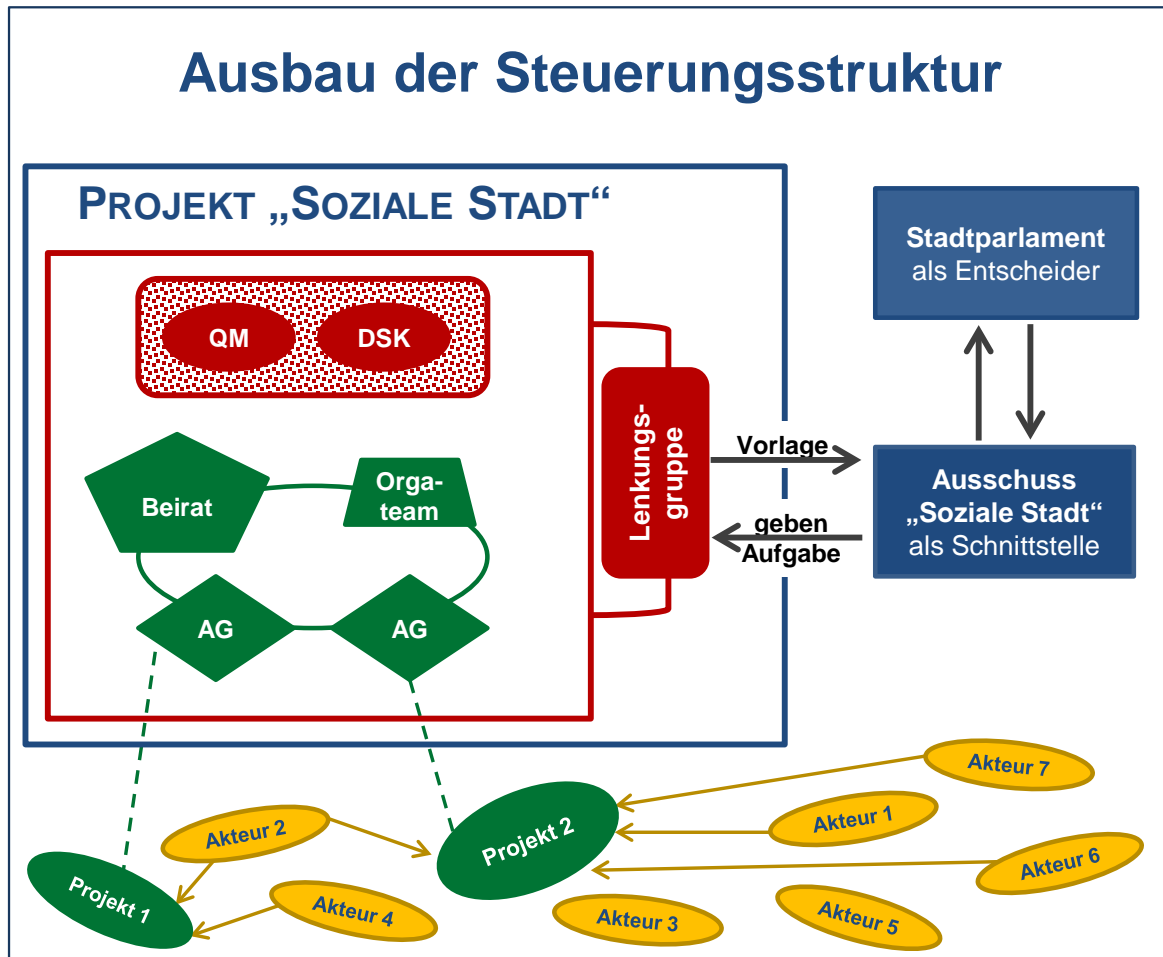 Ausbau der Steuerungsstruktur
PROJEKT „SOZIALE STADT“
Stadtparlament
als Entscheider
QM
DSK
Lenkungs-
gruppe
Vorlage
geben
Aufgabe
Ausschuss
„Soziale Stadt“
als Schnittstelle
Beirat
Orga-
team
AG
AG
Akteur 7
Akteur 2
Projekt 2
Akteur 1
Akteur 6
Projekt 1
Akteur 4
Akteur 3
Akteur 5